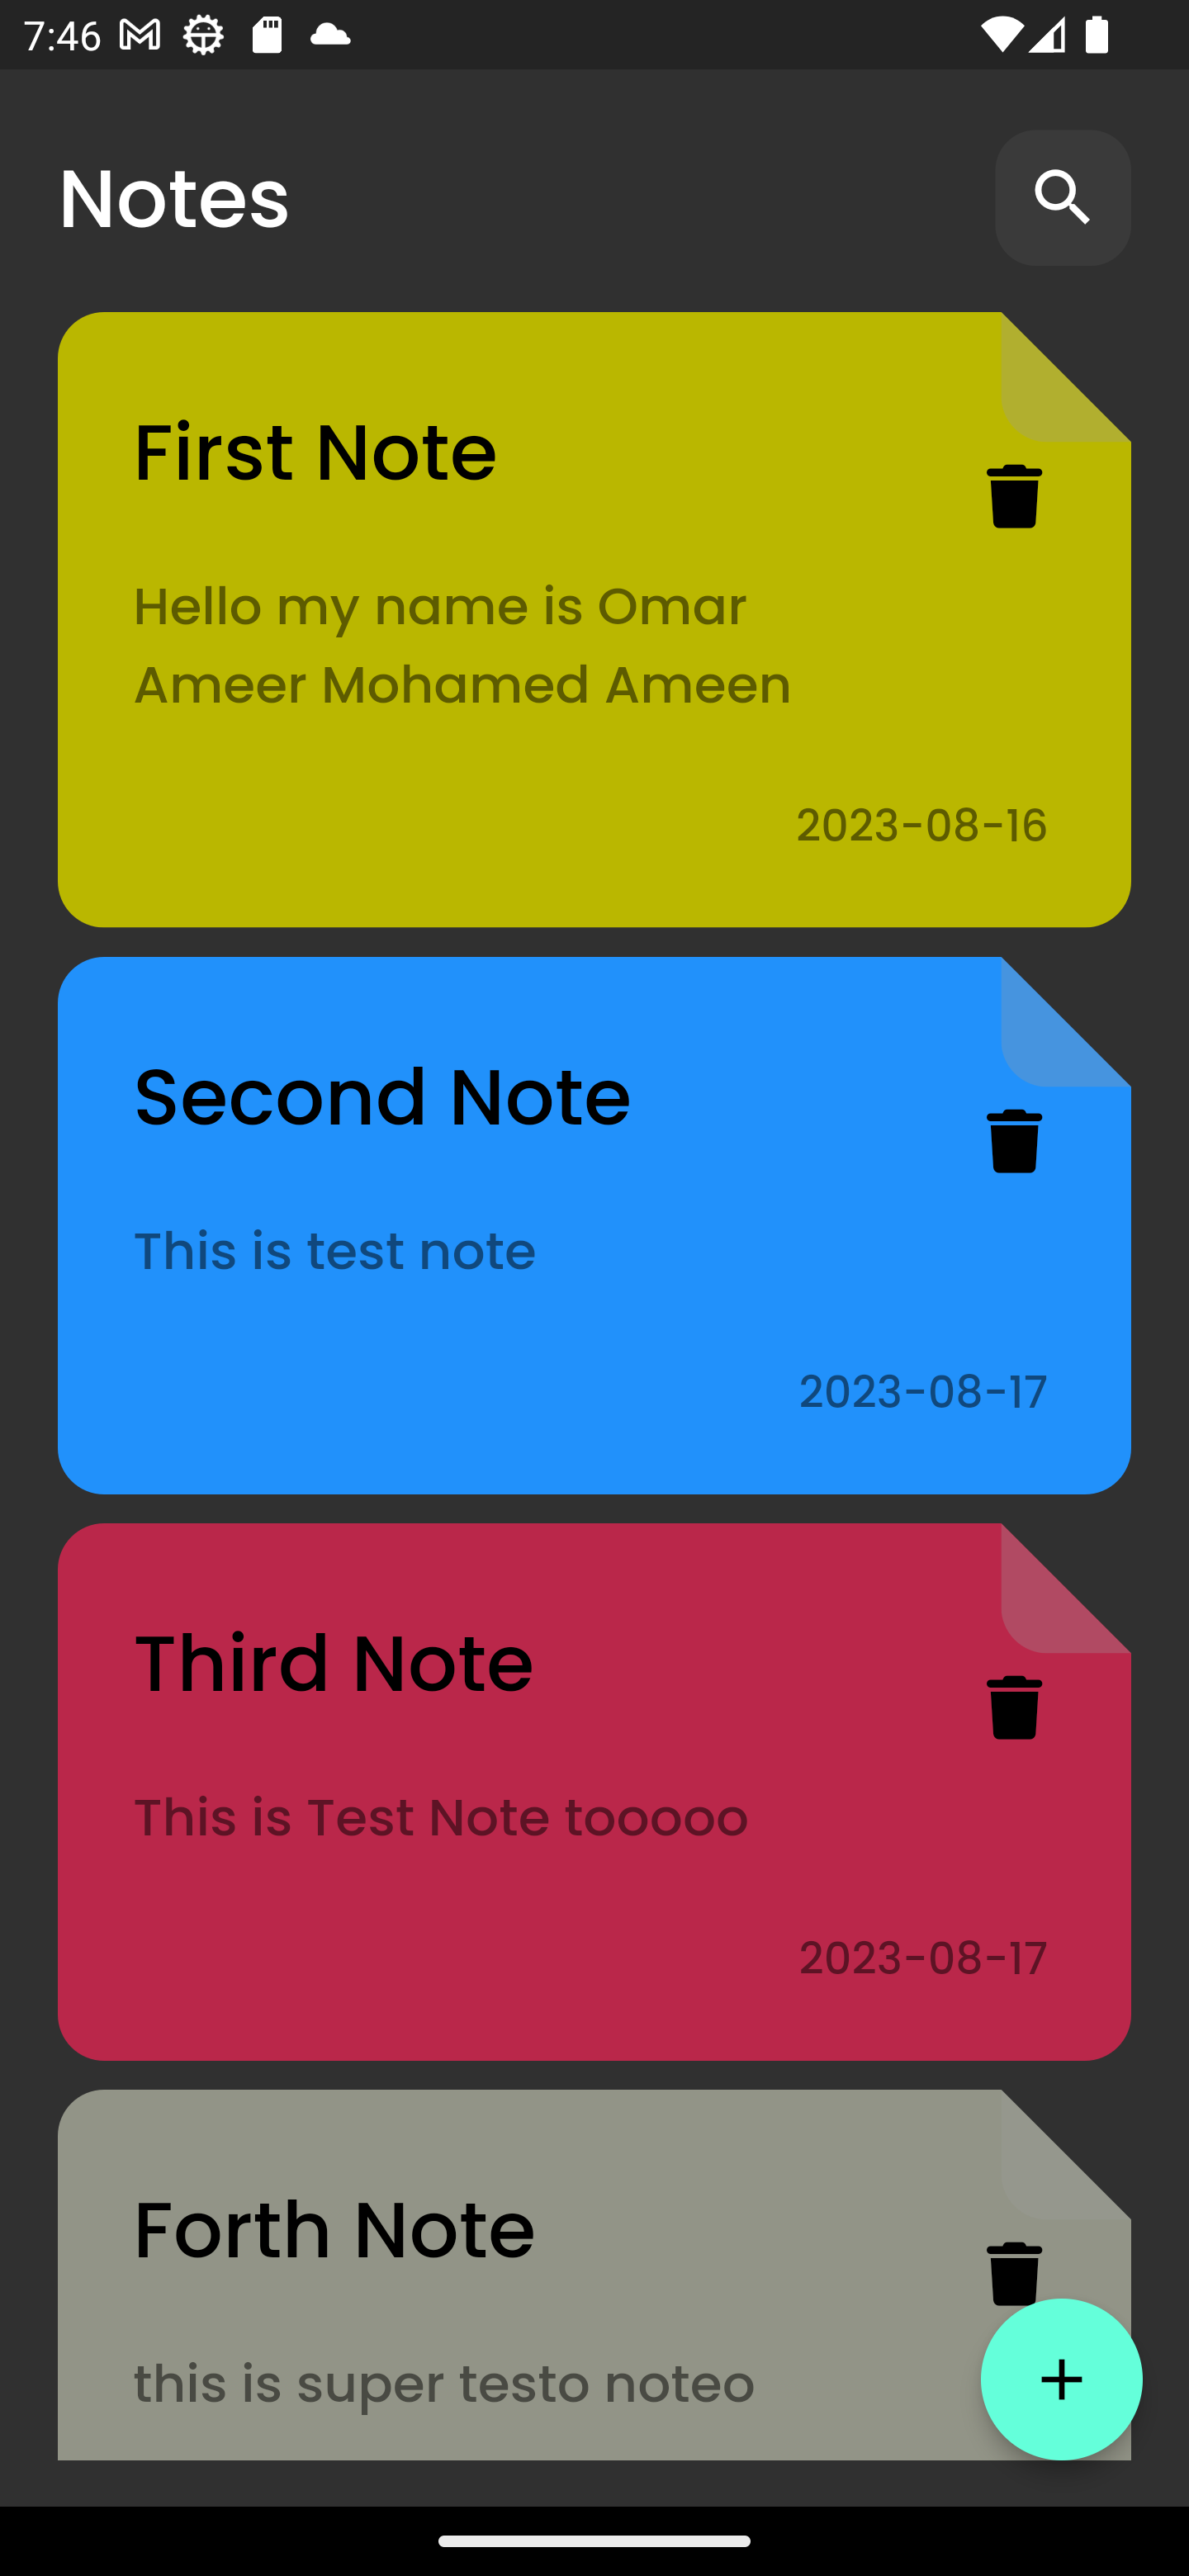 7:46
Notes
First Note
Hello my name is Omar
Ameer Mohamed Ameen
2023-08-16
Second Note
This is test note
2023-08-17
Third Note
This is Test Note tooooo
2023-08-17
Forth Note
this is super testo noteo